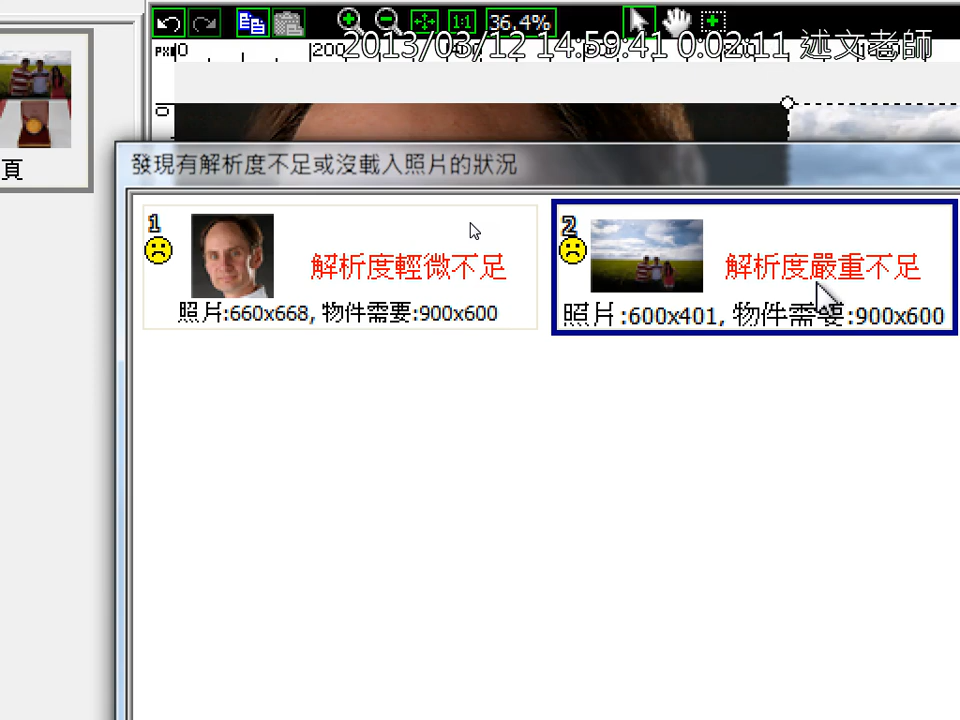 1:1
36.4%
PX
0
200
2013/03/12 14:59:41 0:02:11 述文老師
0
頁
發現有解析度不足或沒載入照片的狀況
1
解析度輕微不足
照片:660x668, 物件需要:900x600
2
解析度嚴重不足
照片:600x401, 物件需要:900x600